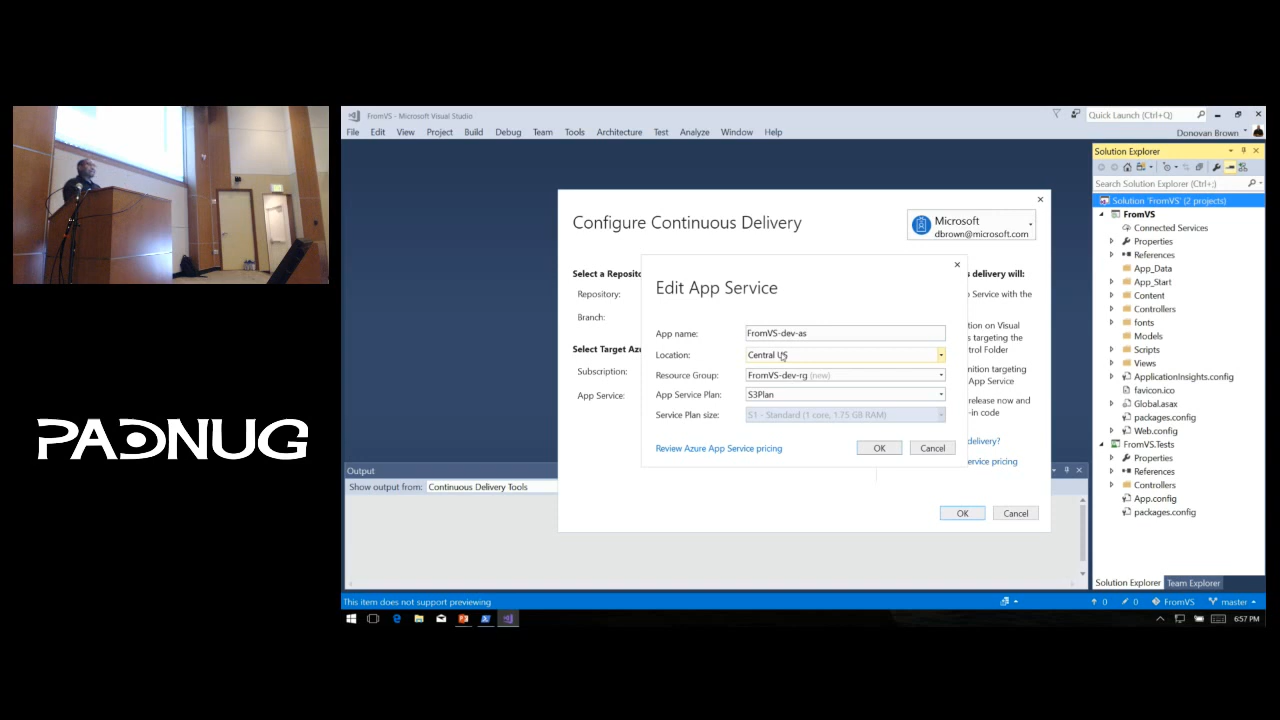 FromVS - Microsoft Visual Studio
Quick Launch (Ctrl+Q)
File Edit View Project Build Debug Team Tools Architecture Test Analyze Window Help
Donovan Brown
Solution Explorer
Search Solution Explorer (Ctrl+;)
Solution 'FromVS' (2 projects)
FromVS
Connected Services
Properties
References
App_Data
App_Start
Content
Controllers
fonts
Models
Scripts
Views
ApplicationInsights.config
favicon.ico
Global.asax
packages.config
Web.config
FromVS.Tests
Properties
References
Controllers
App.config
packages.config
Solution Explorer Team Explorer
Configure Continuous Delivery
Microsoft
dbrown@microsoft.com
Select a Reposito
Repository:
Branch:
Select Target Azu
Subscription:
App Service:
s delivery will:
Service with the
tion on Visual
s targeting the
trol Folder
nition targeting
App Service
release now and
-in code
delivery?
ervice pricing
OK Cancel
Edit App Service
App name: FromVS-dev-as
Location: Central US
Resource Group: FromVS-dev-rg (new)
App Service Plan: S3Plan
Service Plan size: S1 - Standard (1 core, 1.75 GB RAM)
Review Azure App Service pricing OK Cancel
Output
Show output from: Continuous Delivery Tools
This item does not support previewing
0 0 FromVS master
6:57 PM
PADNUG